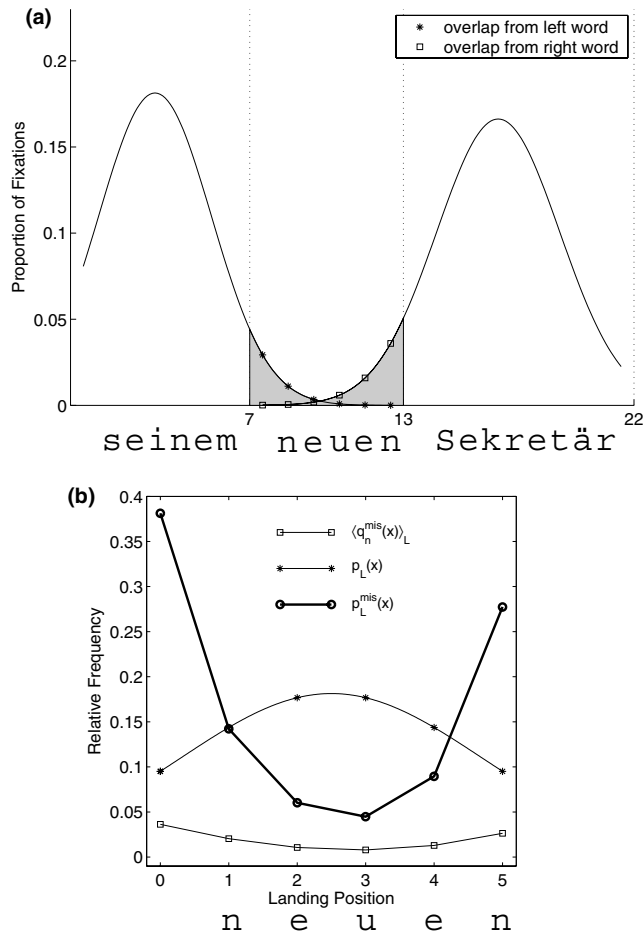 (a)
overlap from left word
overlap from right word
0.2
0.15
0.1
0.05
0
Proportion of Fixations
7 13 22
seinem neuen Sekretär
(b)
0.4
0.35
0.3
0.25
0.2
0.15
0.1
0.05
0
Relative Frequency
⟨q_n^mis(x)⟩_L
p_L(x)
p_L^mis(x)
0 1 2 3 4 5
Landing Position
n e u e n